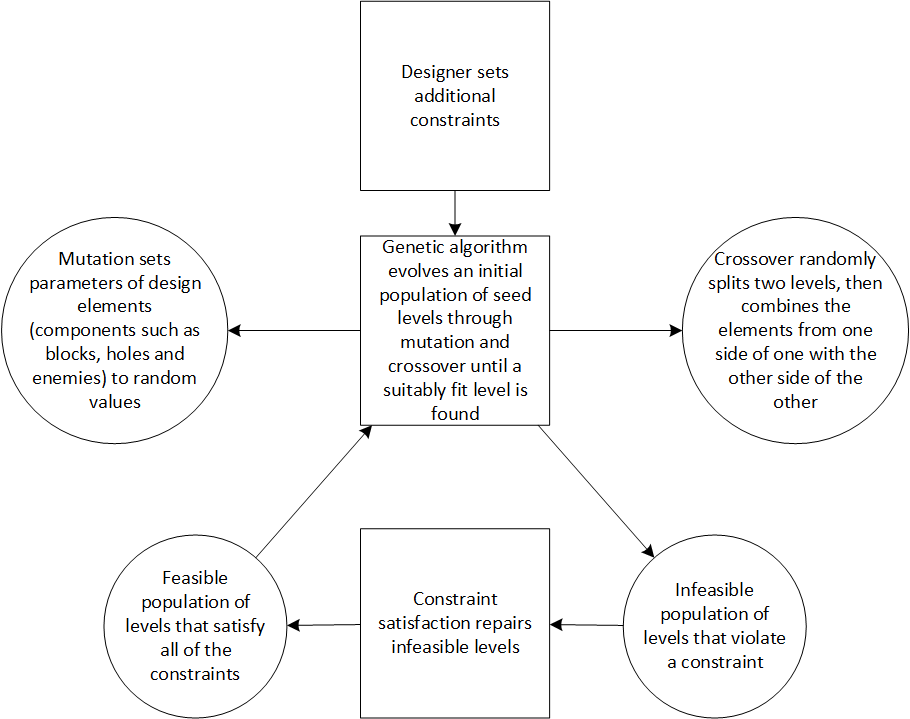 Designer sets
additional
constraints
Mutation sets
parameters of design
elements
(components such as
blocks, holes and
enemies) to random
values
Genetic algorithm
evolves an initial
population of seed
levels through
mutation and
crossover until a
suitably fit level is
found
Crossover randomly
splits two levels, then
combines the
elements from one
side of one with the
other side of the
other
Feasible
population of
levels that satisfy
all of the
constraints
Constraint
satisfaction repairs
infeasible levels
Infeasible
population of
levels that violate
a constraint